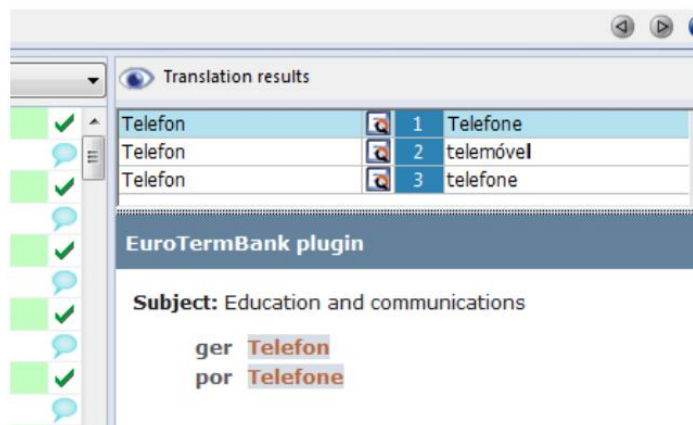 Translation results
Telefon 1 Telefone
Telefon 2 telemóvel
Telefon 3 telefone
EuroTermBank plugin
Subject: Education and communications
ger Telefon
por Telefone